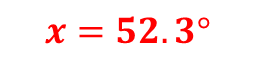 x = 52.3°